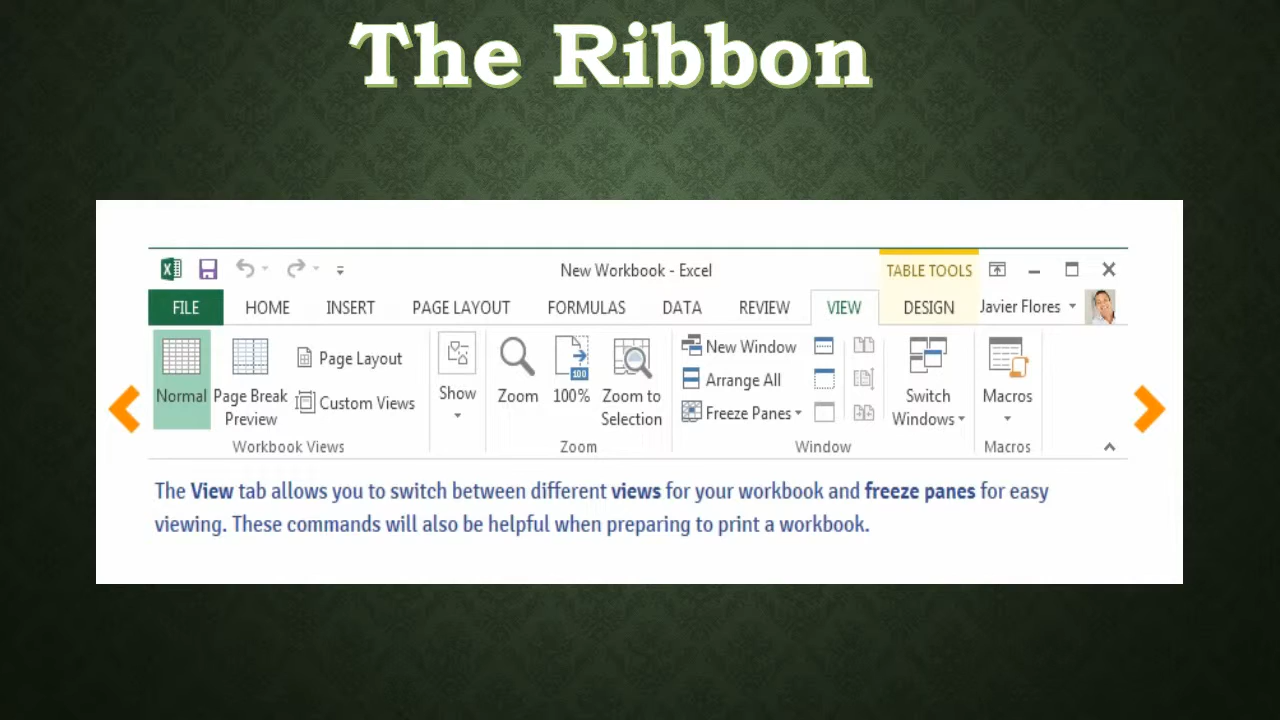 The Ribbon
New Workbook - Excel
TABLE TOOLS
FILE HOME INSERT PAGE LAYOUT FORMULAS DATA REVIEW VIEW DESIGN Javier Flores
Normal
Page Break
Preview
Page Layout
Custom Views
Workbook Views
Show
Zoom
100
100%
Zoom to
Selection
Zoom
New Window
Arrange All
Freeze Panes
Switch
Windows
Window
Macros
Macros
The View tab allows you to switch between different views for your workbook and freeze panes for easy
viewing. These commands will also be helpful when preparing to print a workbook.